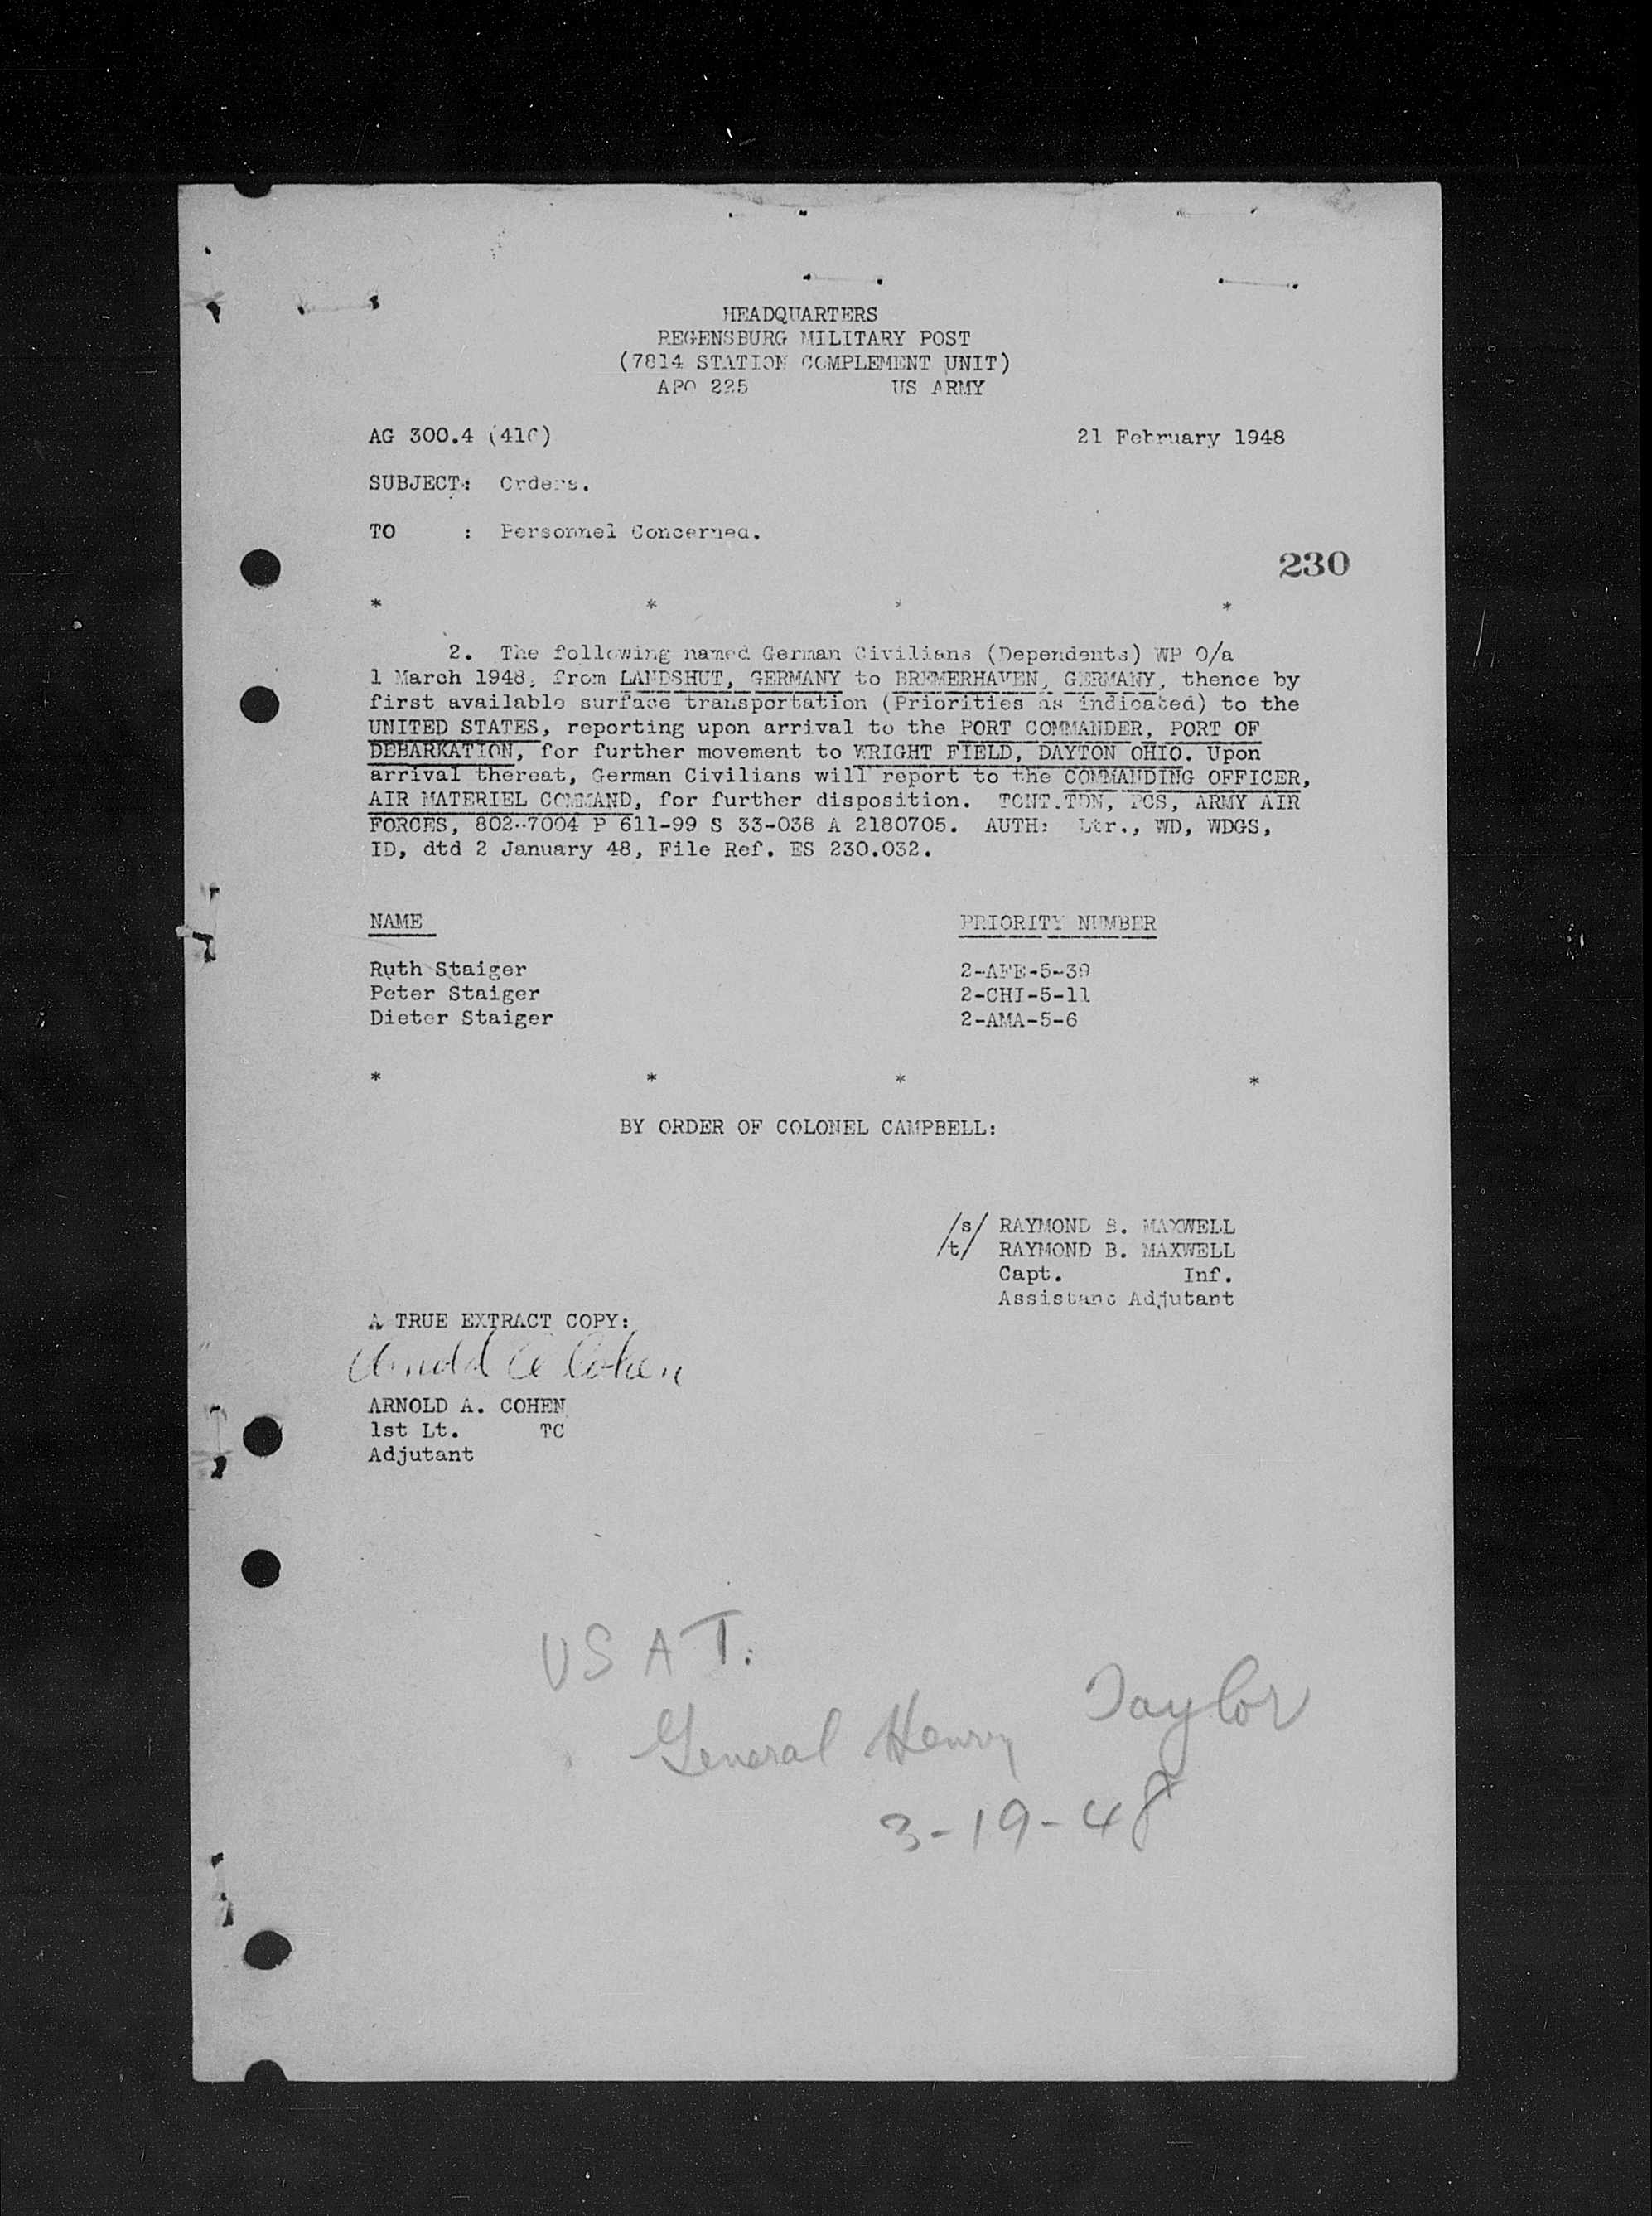 HEADQUARTERS
REGENSBURG MILITARY POST
(7814 STATION COMPLEMENT UNIT)
APO 225 US ARMY
AG 300.4 (41C) 21 February 1948
SUBJECT: Orders.
TO : Personnel Concerned.
230
* * * *
2. The following named German Civilians (Dependents) WP O/a
1 March 1948, from LANDSHUT, GERMANY to BREMERHAVEN, GERMANY, thence by
first available surface transportation (Priorities as indicated) to the
UNITED STATES, reporting upon arrival to the PORT COMMANDER, PORT OF
DEBARKATION, for further movement to WRIGHT FIELD, DAYTON OHIO. Upon
arrival thereat, German Civilians will report to the COMMANDING OFFICER,
AIR MATERIEL COMMAND, for further disposition. TCNT.TDN, PCS, ARMY AIR
FORCES, 802-7004 P 611-99 S 33-038 A 2180705. AUTH: Ltr., WD, WDGS,
ID, dtd 2 January 48, File Ref. ES 230.032.
NAME PRIORITY NUMBER
Ruth Staiger 2-AFE-5-39
Peter Staiger 2-CHI-5-11
Dieter Staiger 2-AMA-5-6
* * * *
BY ORDER OF COLONEL CAMPBELL:
/s/ RAYMOND B. MAXWELL
/t/ RAYMOND B. MAXWELL
Capt. Inf.
Assistant Adjutant
A TRUE EXTRACT COPY:
Arnold A Cohen
ARNOLD A. COHEN
1st Lt. TC
Adjutant
USAT.
General Henry Taylor
3-19-48